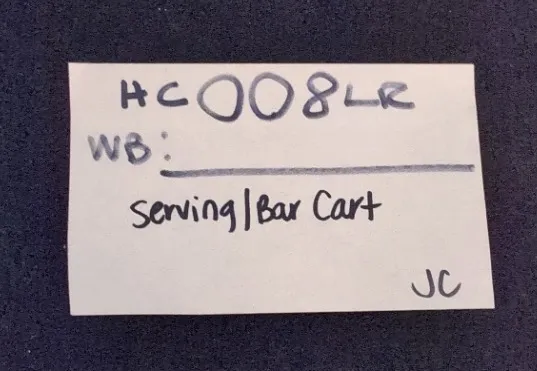 HC008LR
WB:
Serving/Bar Cart
JC